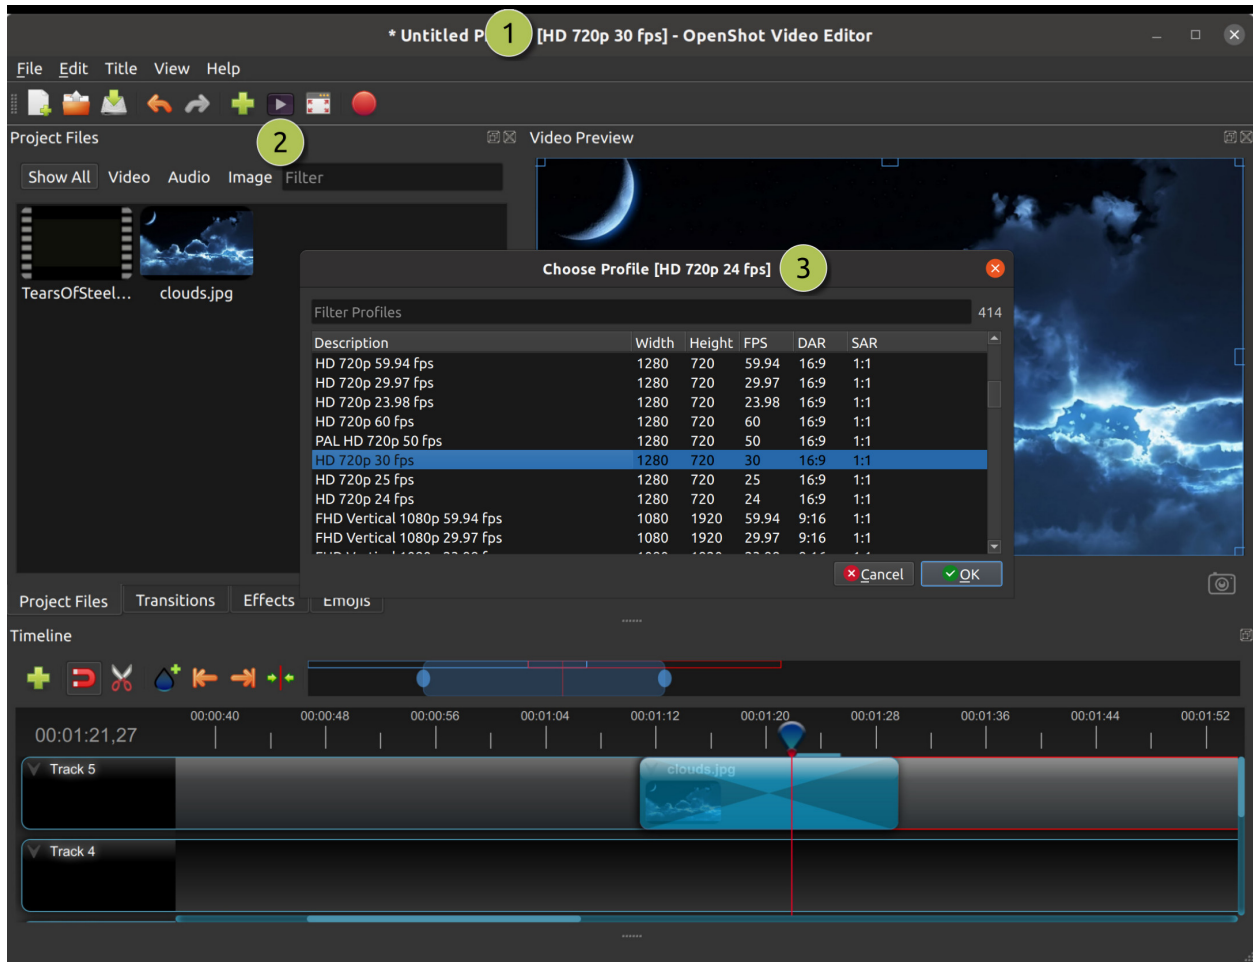 * Untitled P 1 [HD 720p 30 fps] - OpenShot Video Editor
File Edit Title View Help
Project Files
2
Video Preview
Show All Video Audio Image Filter
TearsOfSteel... clouds.jpg
Choose Profile [HD 720p 24 fps] 3
Filter Profiles 414
Description Width Height FPS DAR SAR
HD 720p 59.94 fps 1280 720 59.94 16:9 1:1
HD 720p 29.97 fps 1280 720 29.97 16:9 1:1
HD 720p 23.98 fps 1280 720 23.98 16:9 1:1
HD 720p 60 fps 1280 720 60 16:9 1:1
PAL HD 720p 50 fps 1280 720 50 16:9 1:1
HD 720p 30 fps 1280 720 30 16:9 1:1
HD 720p 25 fps 1280 720 25 16:9 1:1
HD 720p 24 fps 1280 720 24 16:9 1:1
FHD Vertical 1080p 59.94 fps 1080 1920 59.94 9:16 1:1
FHD Vertical 1080p 29.97 fps 1080 1920 29.97 9:16 1:1
Cancel OK
Project Files Transitions Effects Emojis
Timeline
00:00:40 00:00:48 00:00:56 00:01:04 00:01:12 00:01:20 00:01:28 00:01:36 00:01:44 00:01:52
00:01:21,27
Track 5
clouds.jpg
Track 4